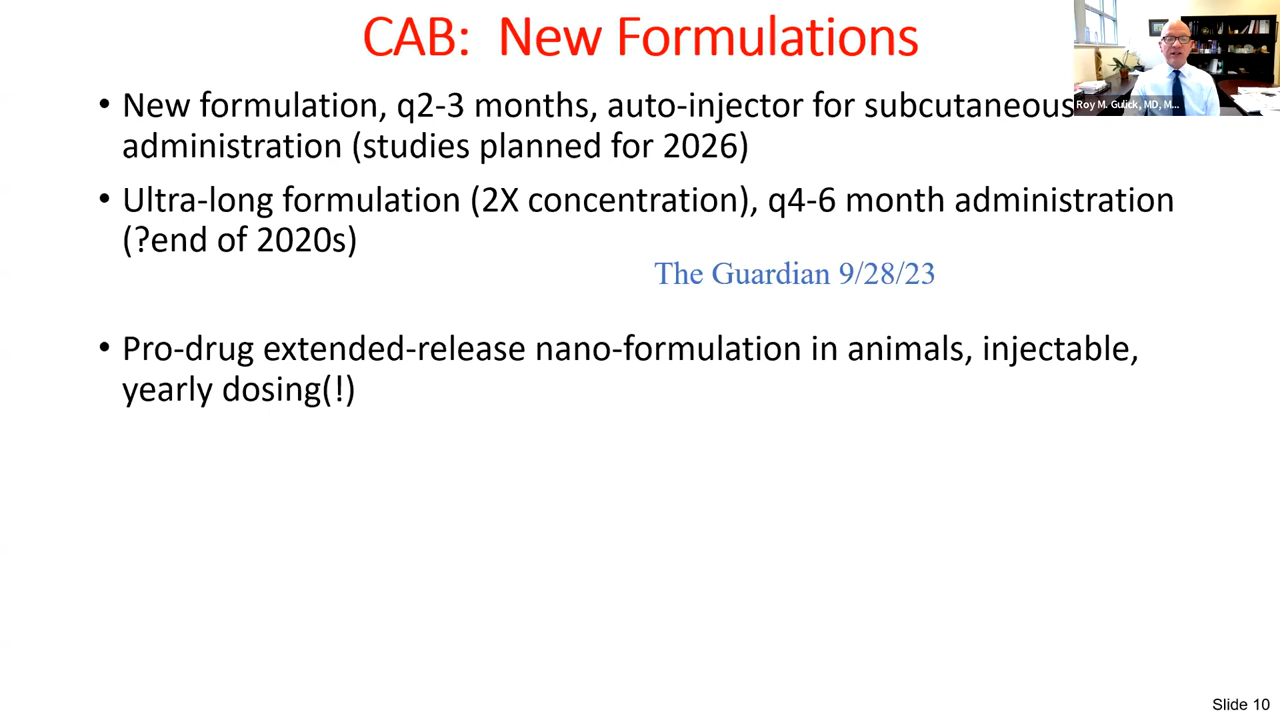 CAB: New Formulations
Roy M. Gulick, MD, M...
• New formulation, q2-3 months, auto-injector for subcutaneous
administration (studies planned for 2026)
• Ultra-long formulation (2X concentration), q4-6 month administration
(?end of 2020s)
The Guardian 9/28/23
• Pro-drug extended-release nano-formulation in animals, injectable,
yearly dosing(!)
Slide 10